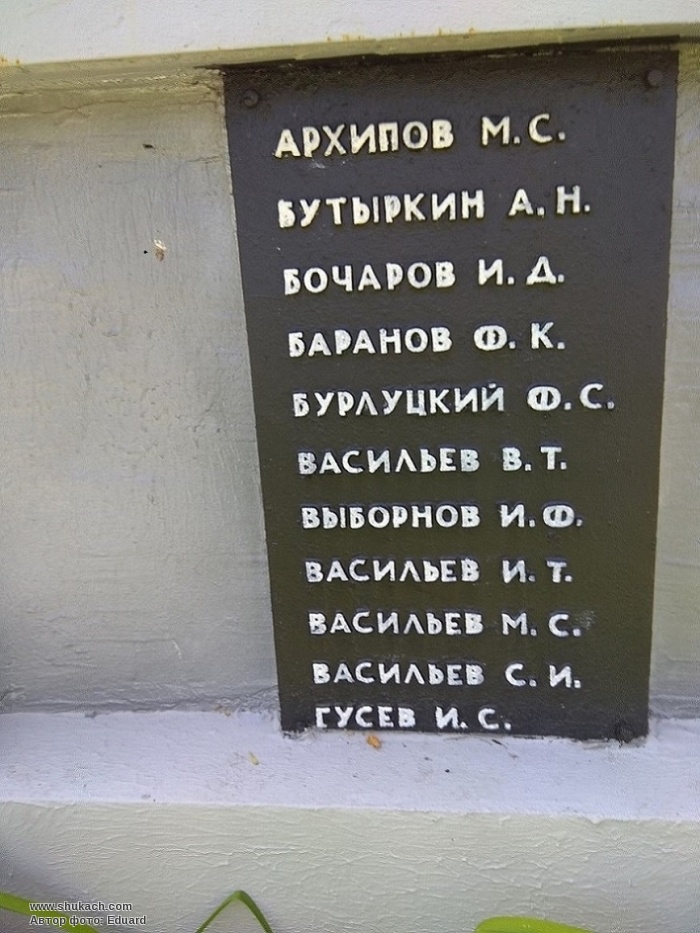 АРХИПОВ М.С.
БУТЫРКИН А.Н.
БОЧАРОВ И.Д.
БАРАНОВ Ф.К.
БУРЛУЦКИЙ Ф.С.
ВАСИЛЬЕВ В.Т.
ВЫБОРНОВ И.Ф.
ВАСИЛЬЕВ И.Т.
ВАСИЛЬЕВ М.С.
ВАСИЛЬЕВ С.И.
ГУСЕВ И.С.
www.shukach.com
Автор фото: Eduard